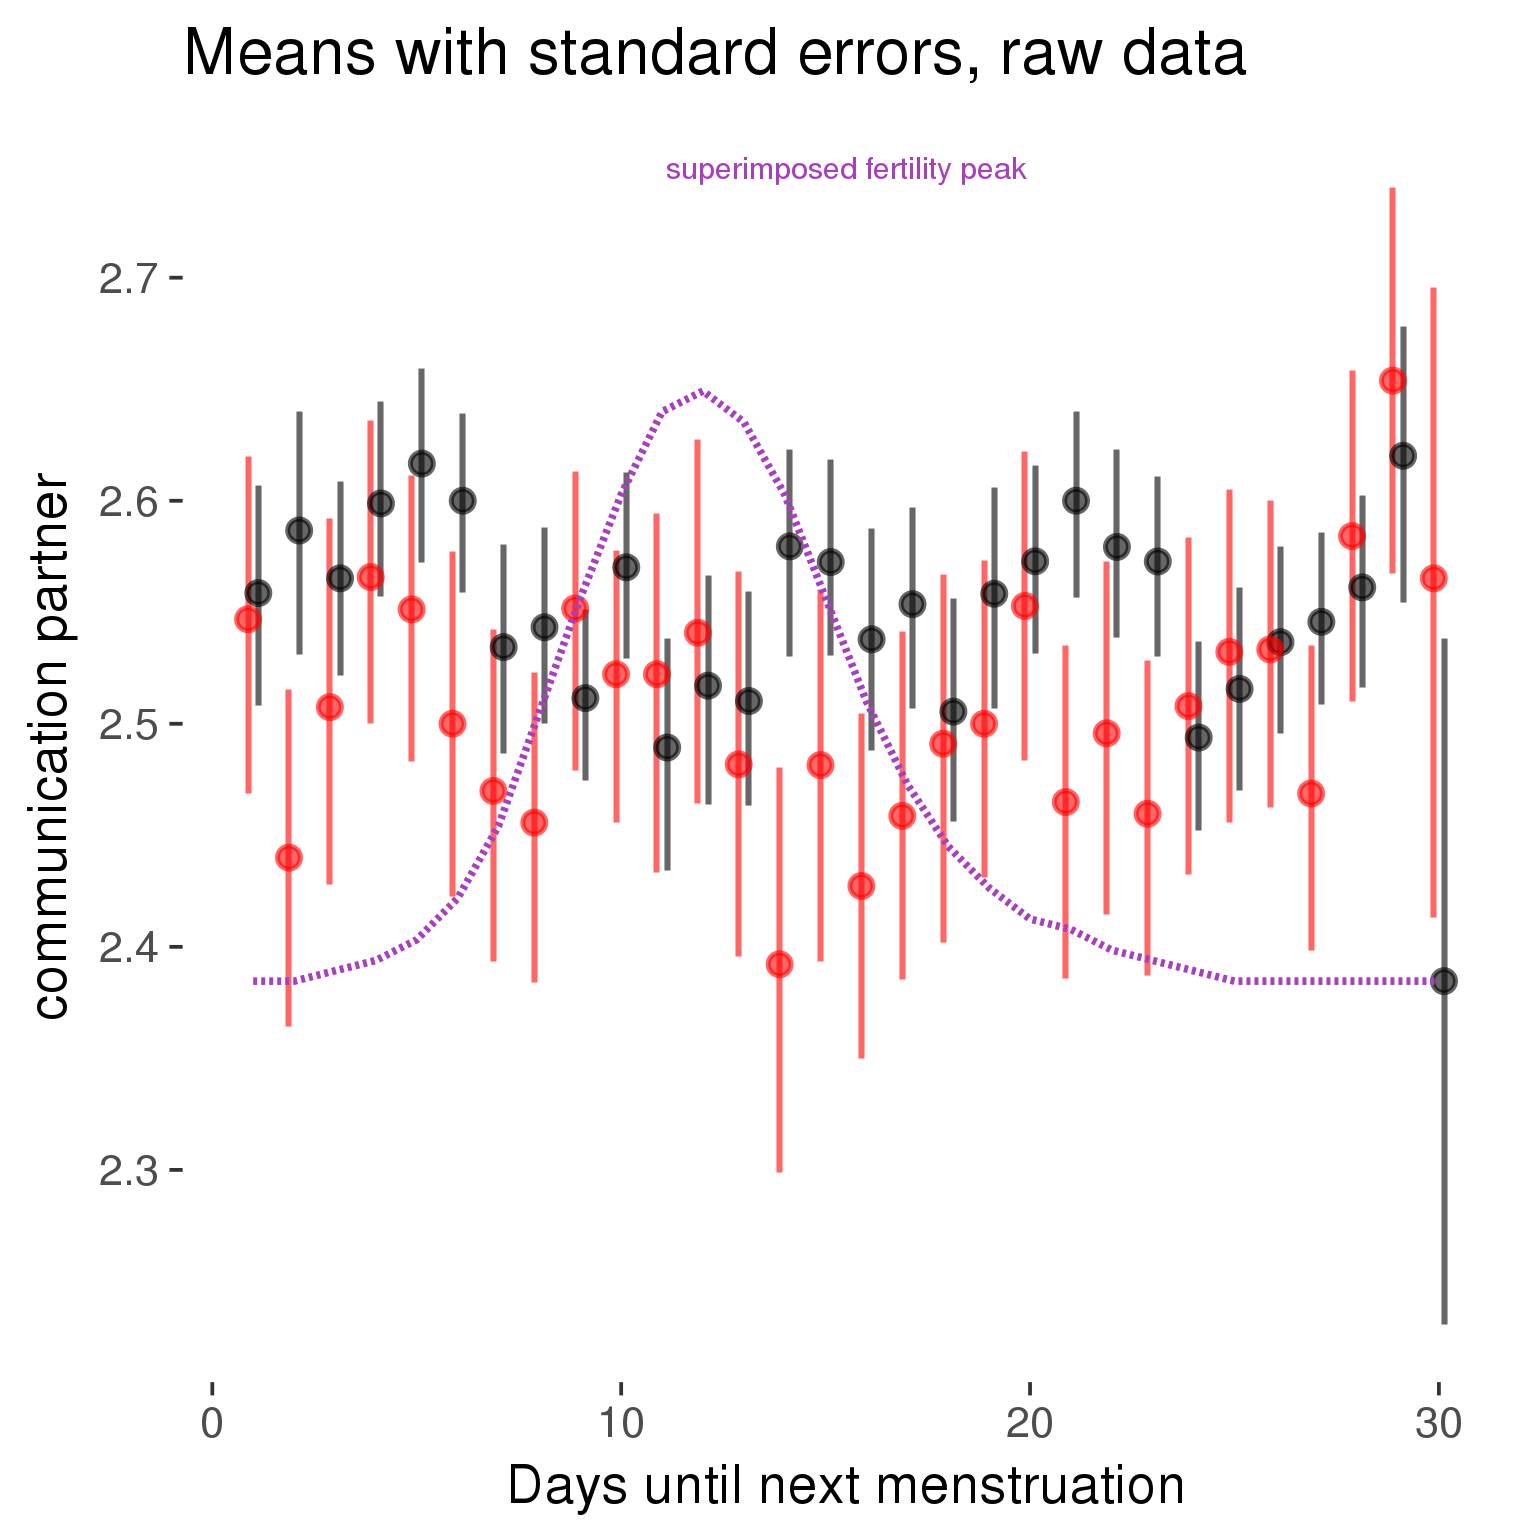 Means with standard errors, raw data
superimposed fertility peak
2.7
2.6
2.5
2.4
2.3
communication partner
0 10 20 30
Days until next menstruation